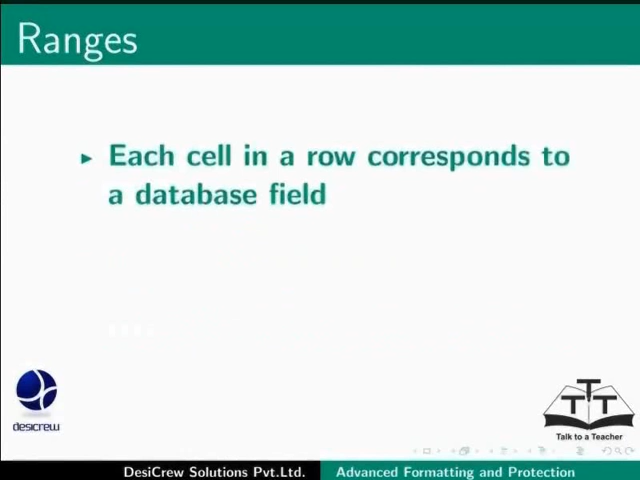 Ranges
Each cell in a row corresponds to
a database field
desicrew
TTT
Talk to a Teacher
DesiCrew Solutions Pvt.Ltd. Advanced Formatting and Protection